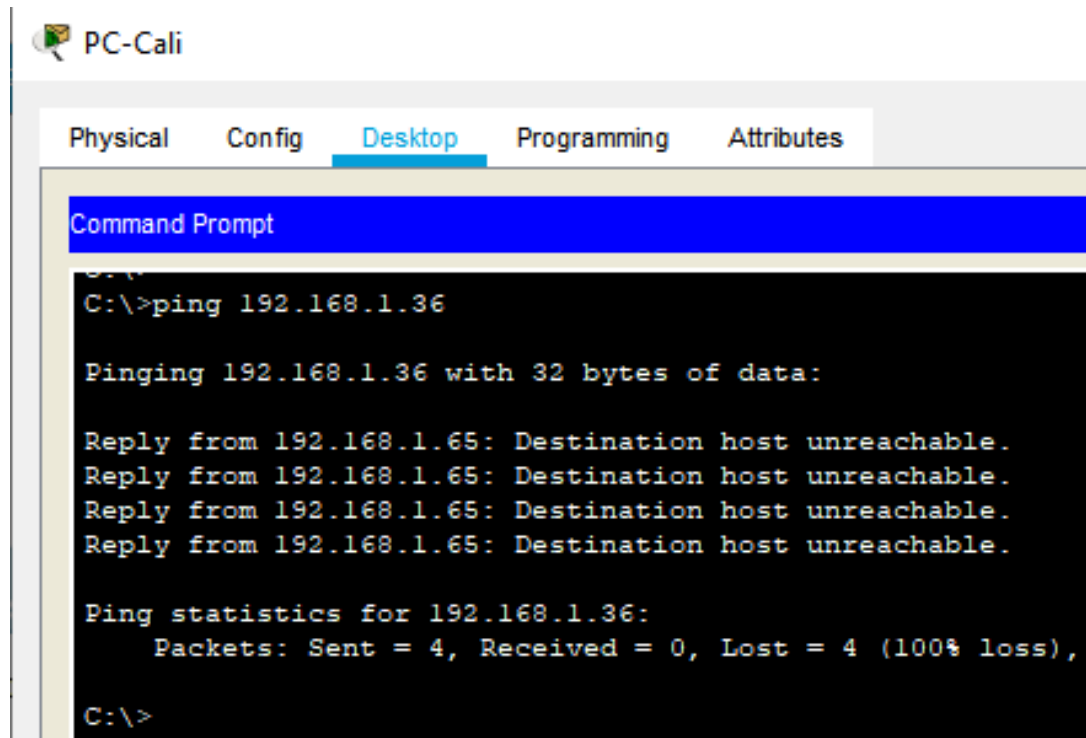 PC-Cali
Physical Config Desktop Programming Attributes
Command Prompt
C:\>ping 192.168.1.36
Pinging 192.168.1.36 with 32 bytes of data:
Reply from 192.168.1.65: Destination host unreachable.
Reply from 192.168.1.65: Destination host unreachable.
Reply from 192.168.1.65: Destination host unreachable.
Reply from 192.168.1.65: Destination host unreachable.
Ping statistics for 192.168.1.36:
Packets: Sent = 4, Received = 0, Lost = 4 (100% loss),
C:\>